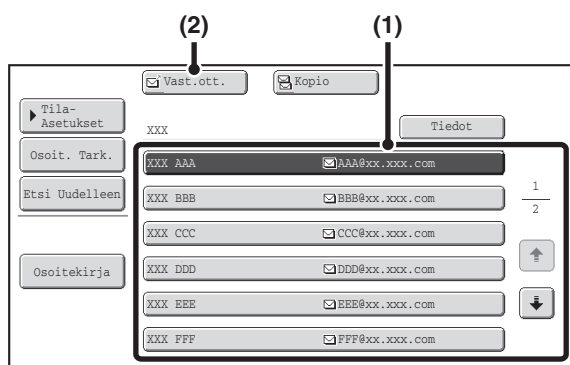 (2) (1)
Vast.ott. Kopio
Tila-
Asetukset
XXX Tiedot
Osoit. Tark.
XXX AAA AAA@xx.xxx.com
Etsi Uudelleen
XXX BBB BBB@xx.xxx.com
1
2
XXX CCC CCC@xx.xxx.com
Osoitekirja
XXX DDD DDD@xx.xxx.com
XXX EEE EEE@xx.xxx.com
XXX FFF FFF@xx.xxx.com